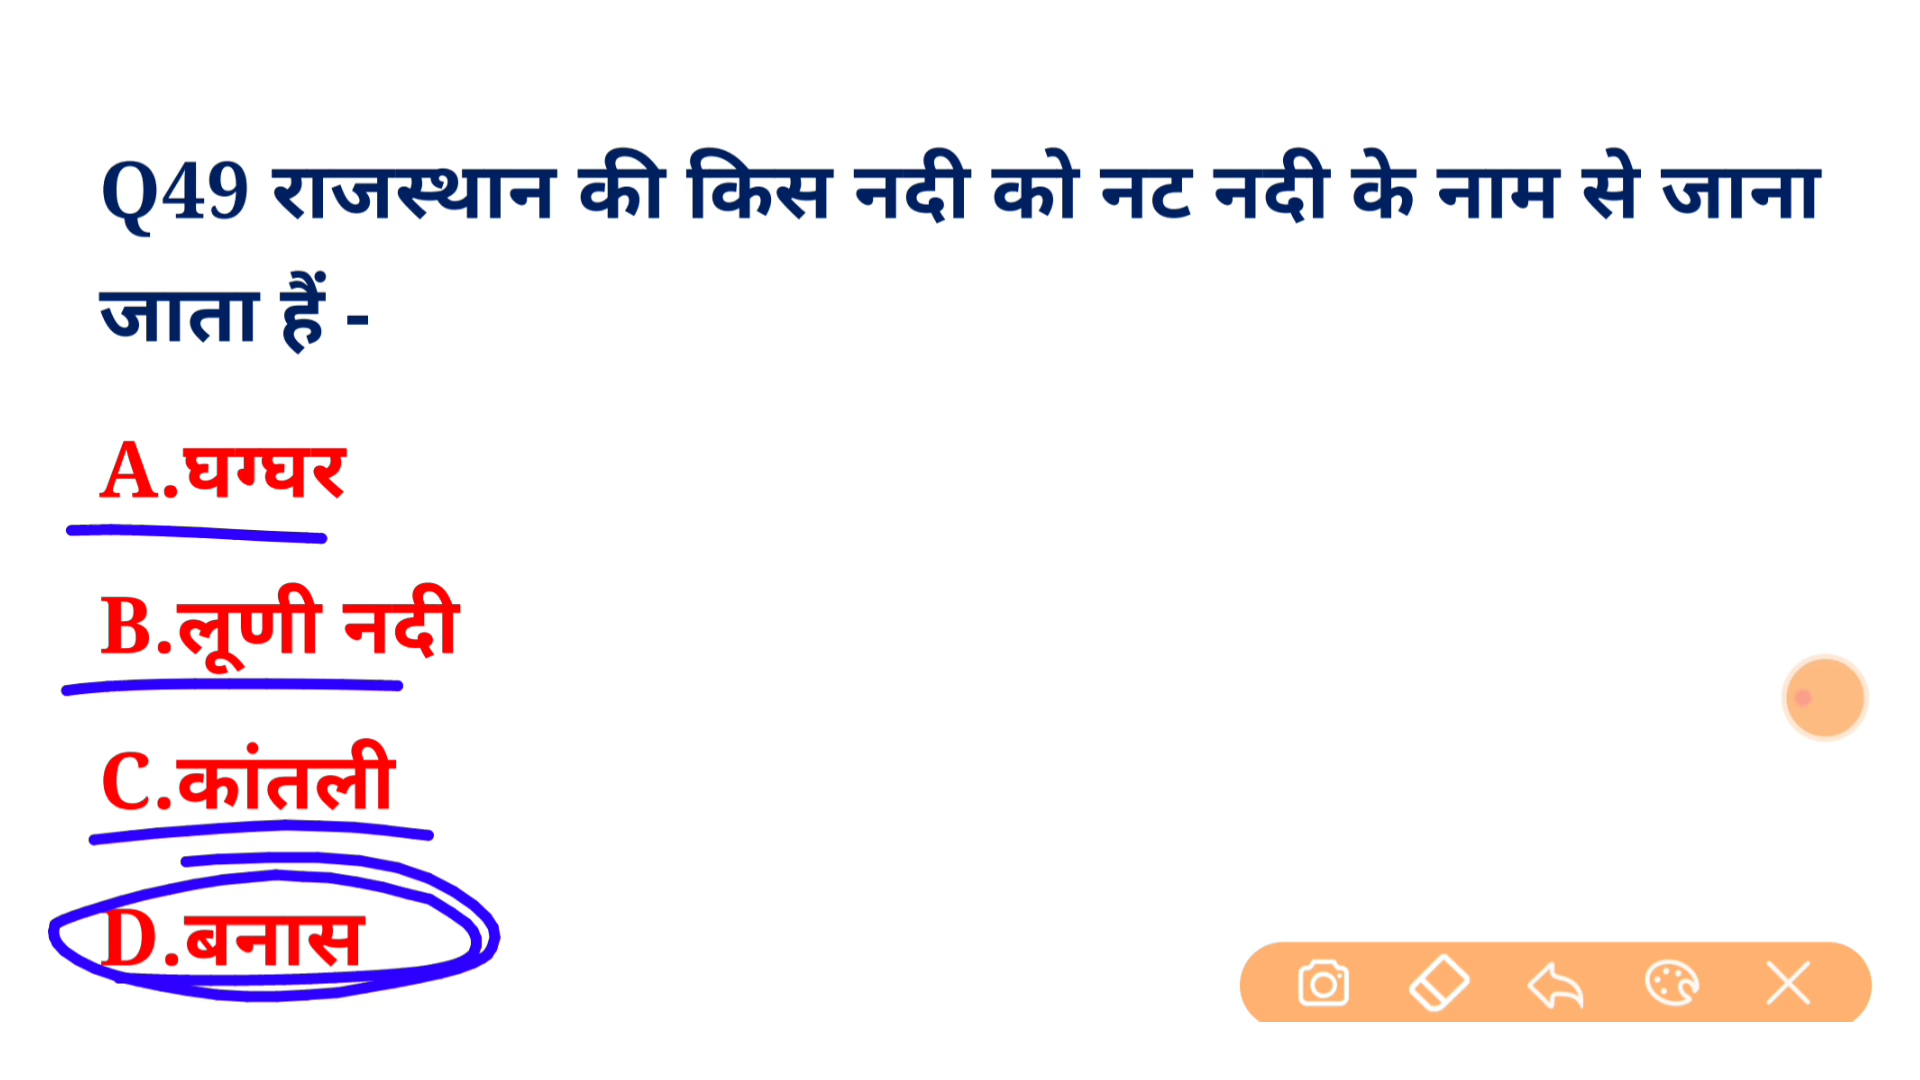 Q49 राजस्थान की किस नदी को नट नदी के नाम से जाना
जाता हैं -
A.घग्घर
B.लूणी नदी
C.कांतली
D.बनास